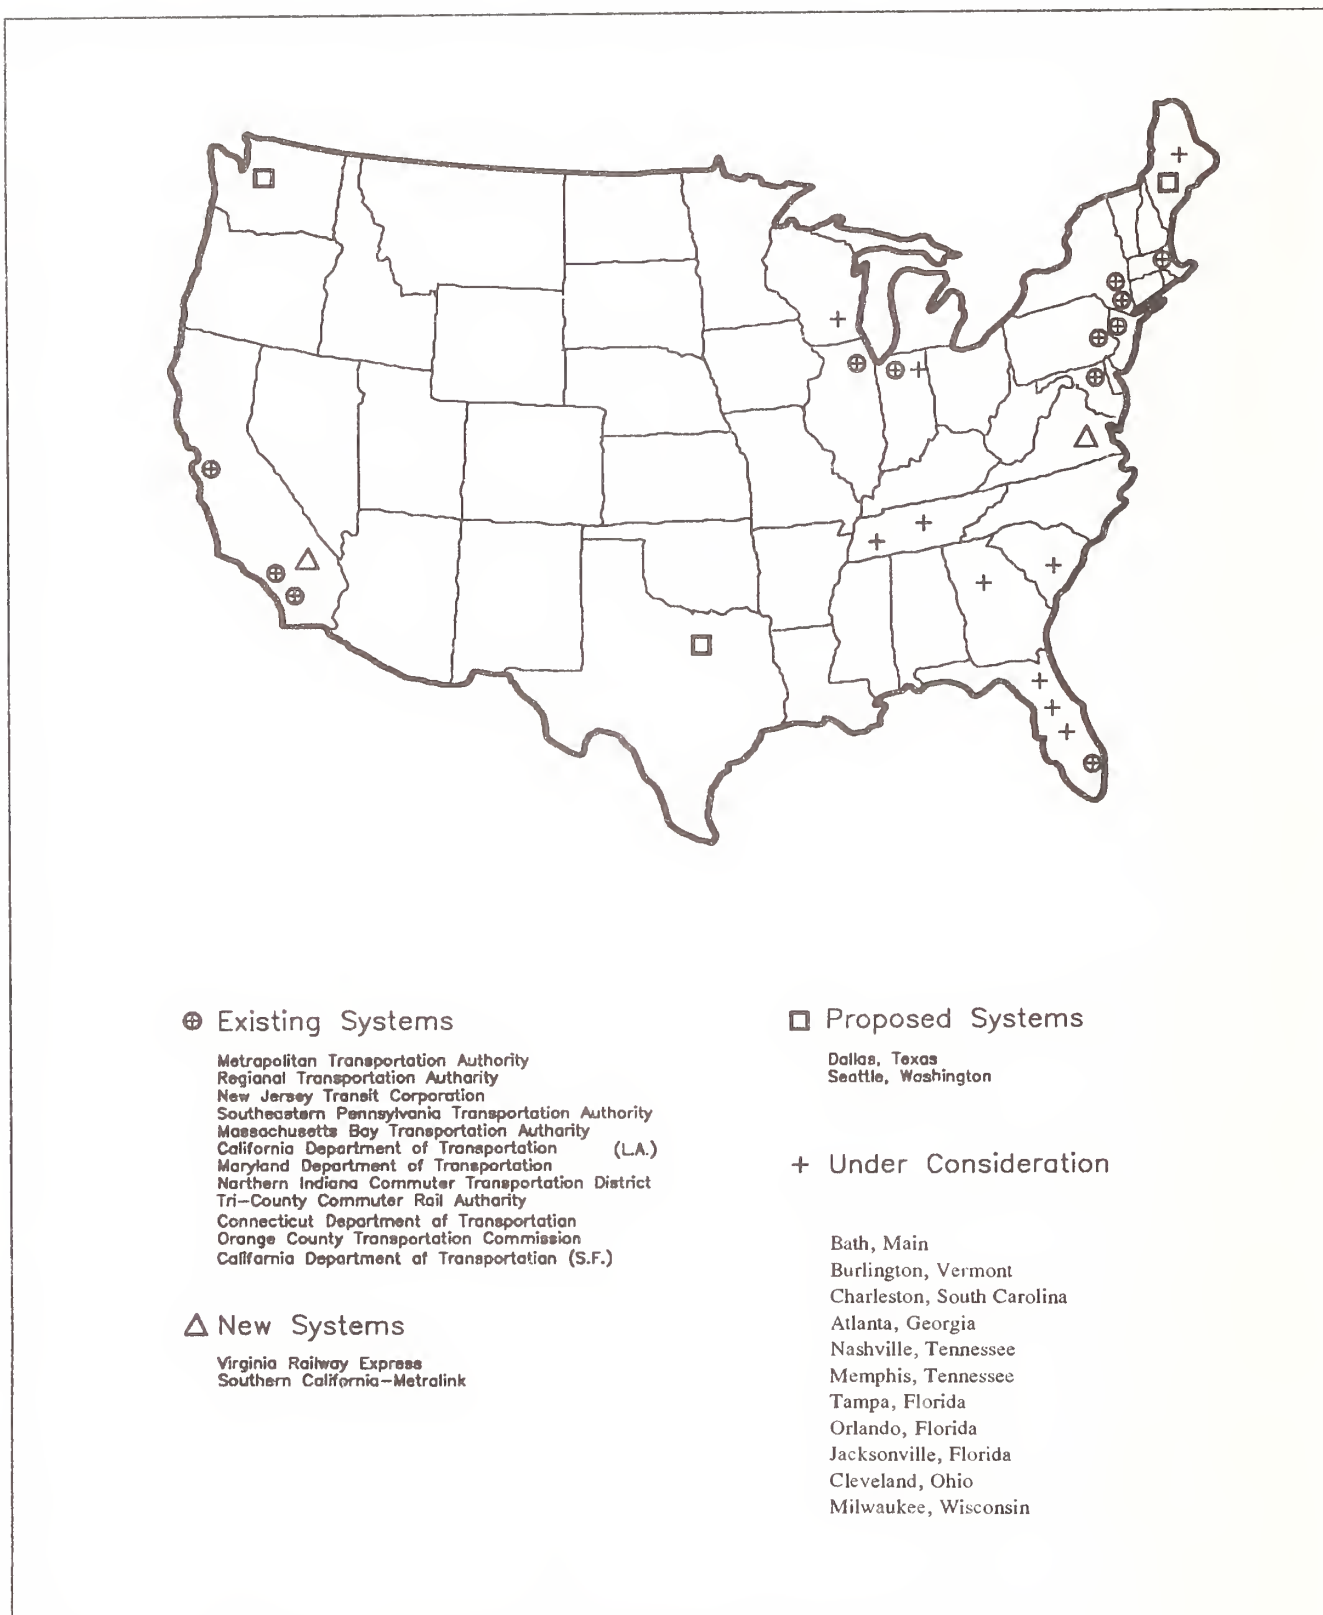 Existing Systems
Metropolitan Transportation Authority
Regional Transportation Authority
New Jersey Transit Corporation
Southeastern Pennsylvania Transportation Authority
Massachusetts Bay Transportation Authority
California Department of Transportation (L.A.)
Maryland Department of Transportation
Northern Indiana Commuter Transportation District
Tri-County Commuter Rail Authority
Connecticut Department of Transportation
Orange County Transportation Commission
California Department of Transportation (S.F.)
New Systems
Virginia Railway Express
Southern California-Metrolink
Proposed Systems
Dallas, Texas
Seattle, Washington
Under Consideration
Bath, Main
Burlington, Vermont
Charleston, South Carolina
Atlanta, Georgia
Nashville, Tennessee
Memphis, Tennessee
Tampa, Florida
Orlando, Florida
Jacksonville, Florida
Cleveland, Ohio
Milwaukee, Wisconsin